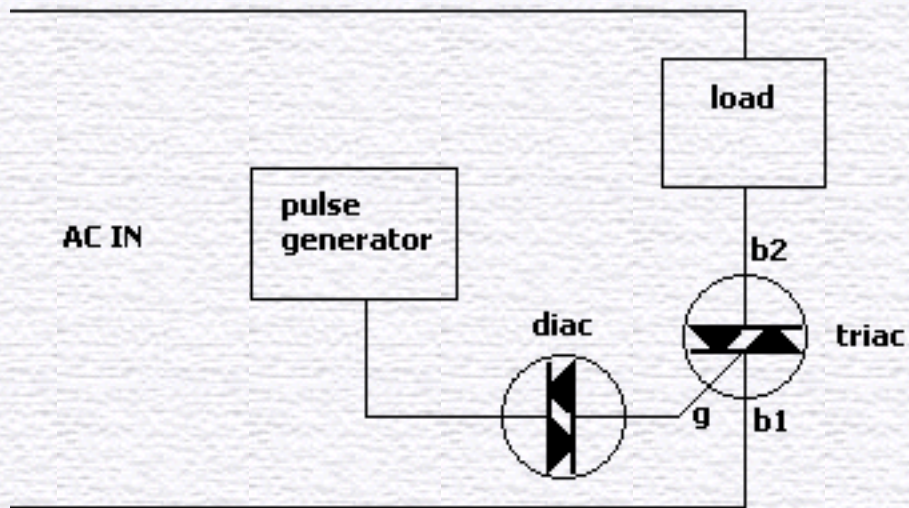 load
pulse
generator
AC IN
b2
diac
triac
g
b1